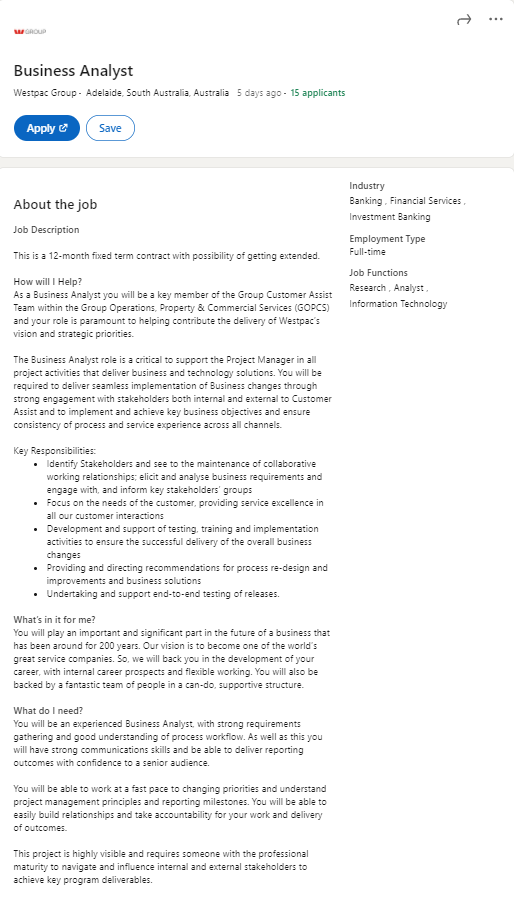 GROUP
Business Analyst
Westpac Group - Adelaide, South Australia, Australia 5 days ago - 15 applicants
Apply
Save
About the job
Job Description
This is a 12-month fixed term contract with possibility of getting extended.
How will I Help?
As a Business Analyst you will be a key member of the Group Customer Assist
Team within the Group Operations, Property & Commercial Services (GOPCS)
and your role is paramount to helping contribute the delivery of Westpac's
vision and strategic priorities.
The Business Analyst role is a critical to support the Project Manager in all
project activities that deliver business and technology solutions. You will be
required to deliver seamless implementation of Business changes through
strong engagement with stakeholders both internal and external to Customer
Assist and to implement and achieve key business objectives and ensure
consistency of process and service experience across all channels.
Key Responsibilities:
• Identify Stakeholders and see to the maintenance of collaborative
working relationships; elicit and analyse business requirements and
engage with, and inform key stakeholders' groups
• Focus on the needs of the customer, providing service excellence in
all our customer interactions
• Development and support of testing, training and implementation
activities to ensure the successful delivery of the overall business
changes
• Providing and directing recommendations for process re-design and
improvements and business solutions
• Undertaking and support end-to-end testing of releases.
What's in it for me?
You will play an important and significant part in the future of a business that
has been around for 200 years. Our vision is to become one of the world's
great service companies. So, we will back you in the development of your
career, with internal career prospects and flexible working. You will also be
backed by a fantastic team of people in a can-do, supportive structure.
What do I need?
You will be an experienced Business Analyst, with strong requirements
gathering and good understanding of process workflow. As well as this you
will have strong communications skills and be able to deliver reporting
outcomes with confidence to a senior audience.
You will be able to work at a fast pace to changing priorities and understand
project management principles and reporting milestones. You will be able to
easily build relationships and take accountability for your work and delivery
of outcomes.
This project is highly visible and requires someone with the professional
maturity to navigate and influence internal and external stakeholders to
achieve key program deliverables.
Industry
Banking , Financial Services ,
Investment Banking
Employment Type
Full-time
Job Functions
Research , Analyst ,
Information Technology